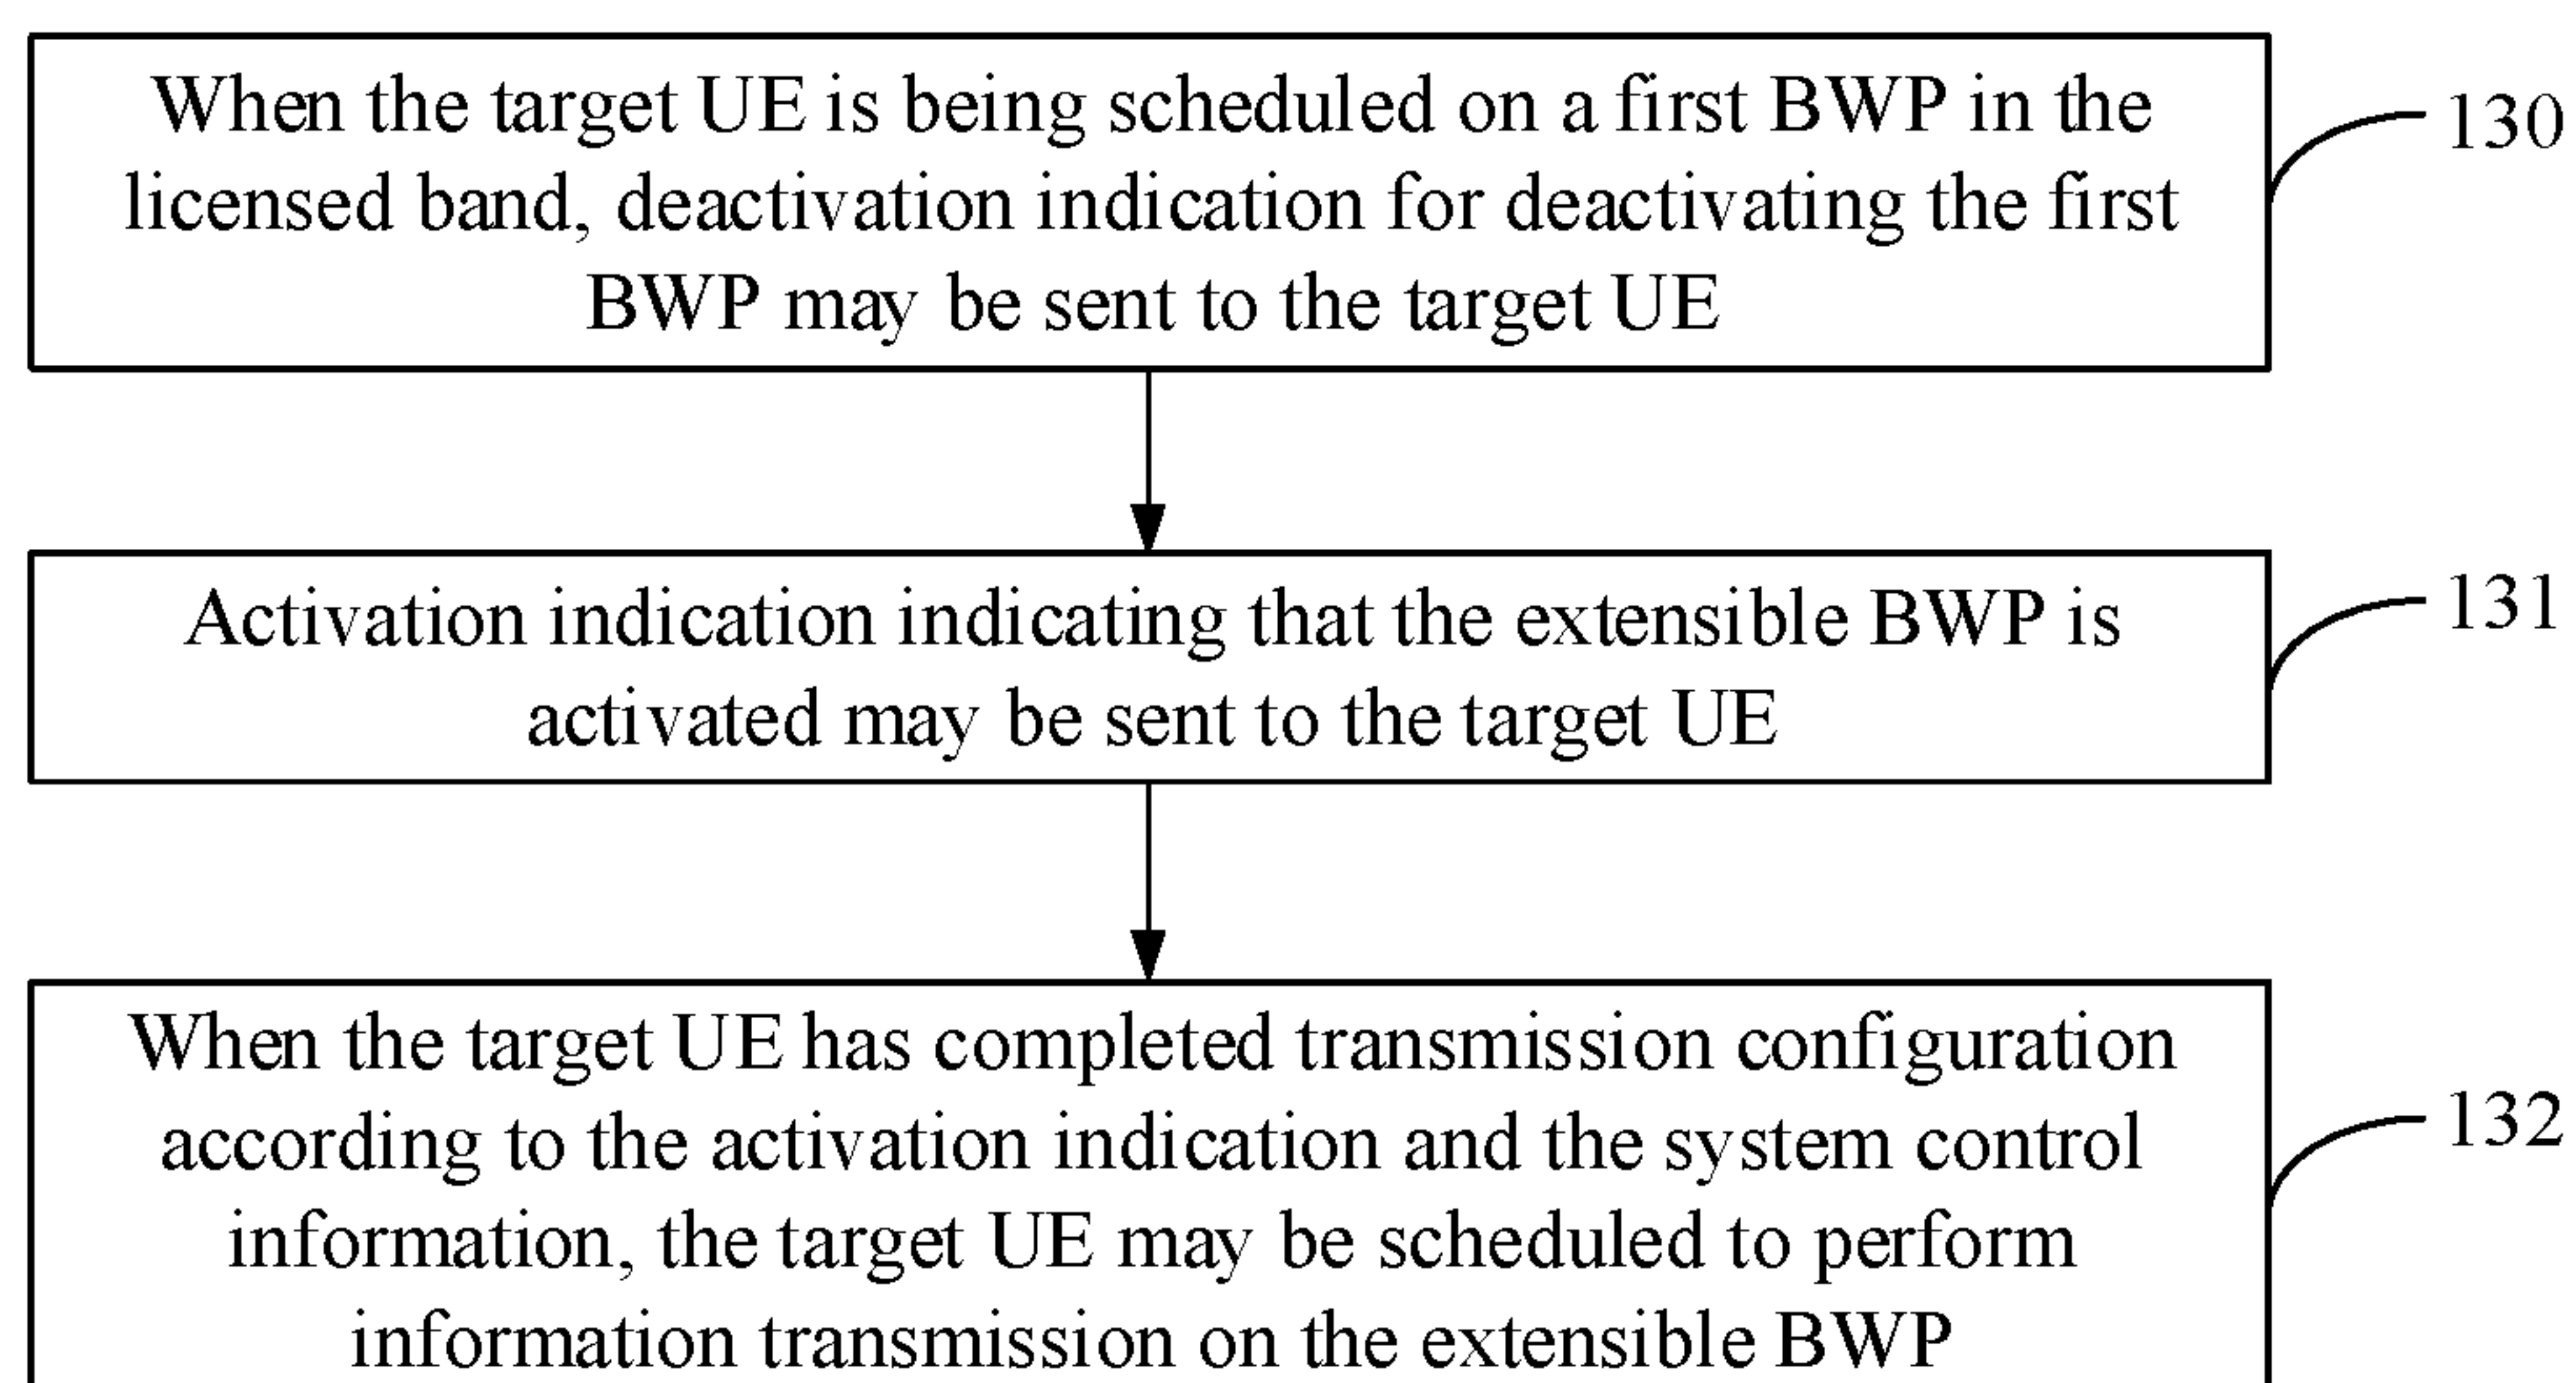 When the target UE is being scheduled on a first BWP in the
licensed band, deactivation indication for deactivating the first
BWP may be sent to the target UE
130
Activation indication indicating that the extensible BWP is
activated may be sent to the target UE
131
When the target UE has completed transmission configuration
according to the activation indication and the system control
information, the target UE may be scheduled to perform
information transmission on the extensible BWP
132